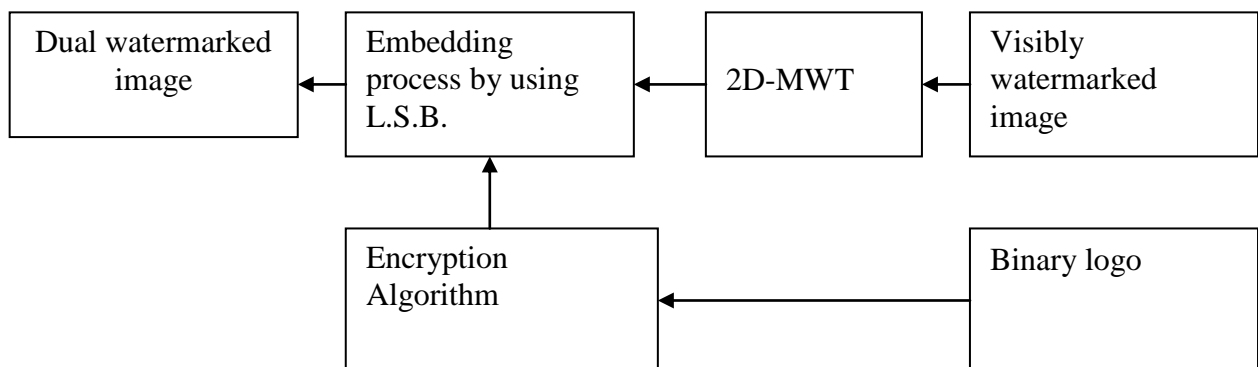 Dual watermarked
image
Embedding
process by using
L.S.B.
2D-MWT
Visibly
watermarked
image
Encryption
Algorithm
Binary logo